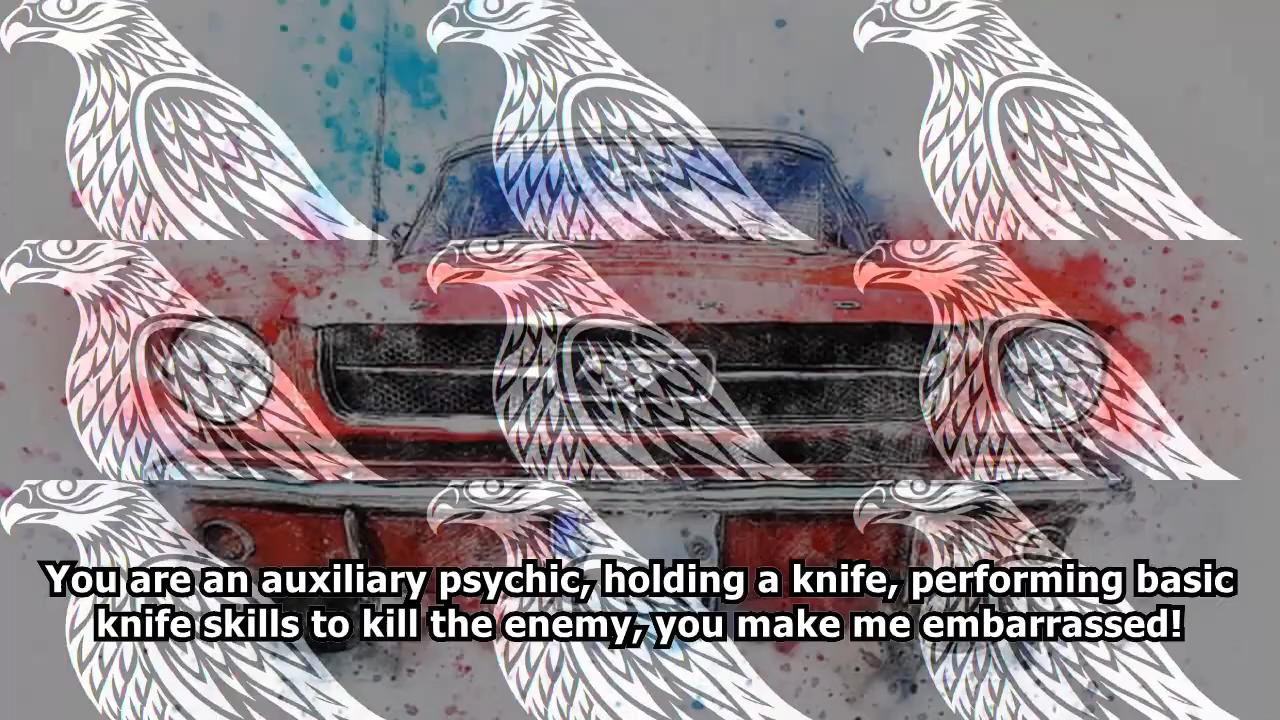 You are an auxiliary psychic, holding a knife, performing basic
knife skills to kill the enemy, you make me embarrassed!